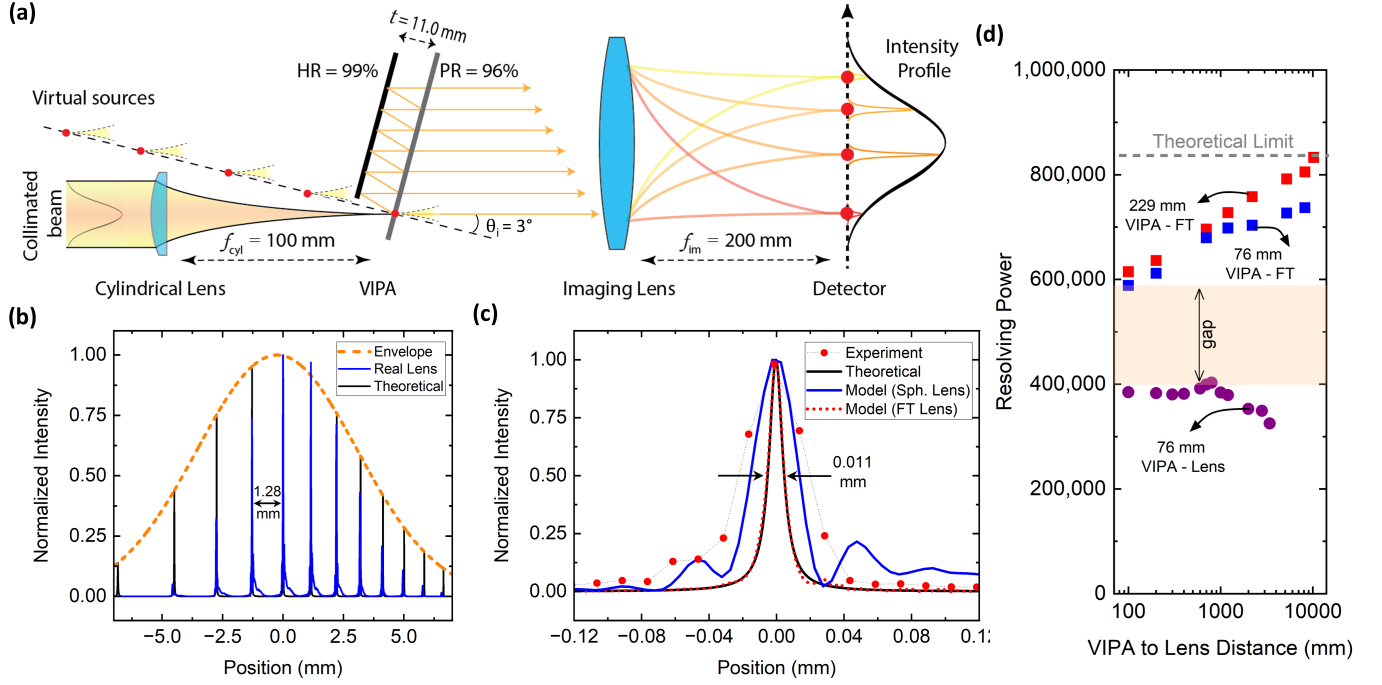 (a)
t = 11.0 mm
HR = 99%
PR = 96%
Virtual sources
Collimated
beam
f_cyl = 100 mm
θ_i = 3°
f_im = 200 mm
Intensity
Profile
Cylindrical Lens
VIPA
Imaging Lens
Detector
(b)
Normalized Intensity
1.00
0.75
0.50
0.25
0.00
Envelope
Real Lens
Theoretical
1.28
mm
−5.0
−2.5
0.0
2.5
5.0
Position (mm)
(c)
Normalized Intensity
1.00
0.75
0.50
0.25
0.00
Experiment
Theoretical
Model (Sph. Lens)
Model (FT Lens)
0.011
mm
−0.12
−0.08
−0.04
0.00
0.04
0.08
0.1
Position (mm)
(d)
Resolving Power
1,000,000
800,000
600,000
400,000
200,000
0
Theoretical Limit
229 mm
VIPA - FT
76 mm
VIPA - FT
gap
76 mm
VIPA - Lens
100
1000
10000
VIPA to Lens Distance (mm)